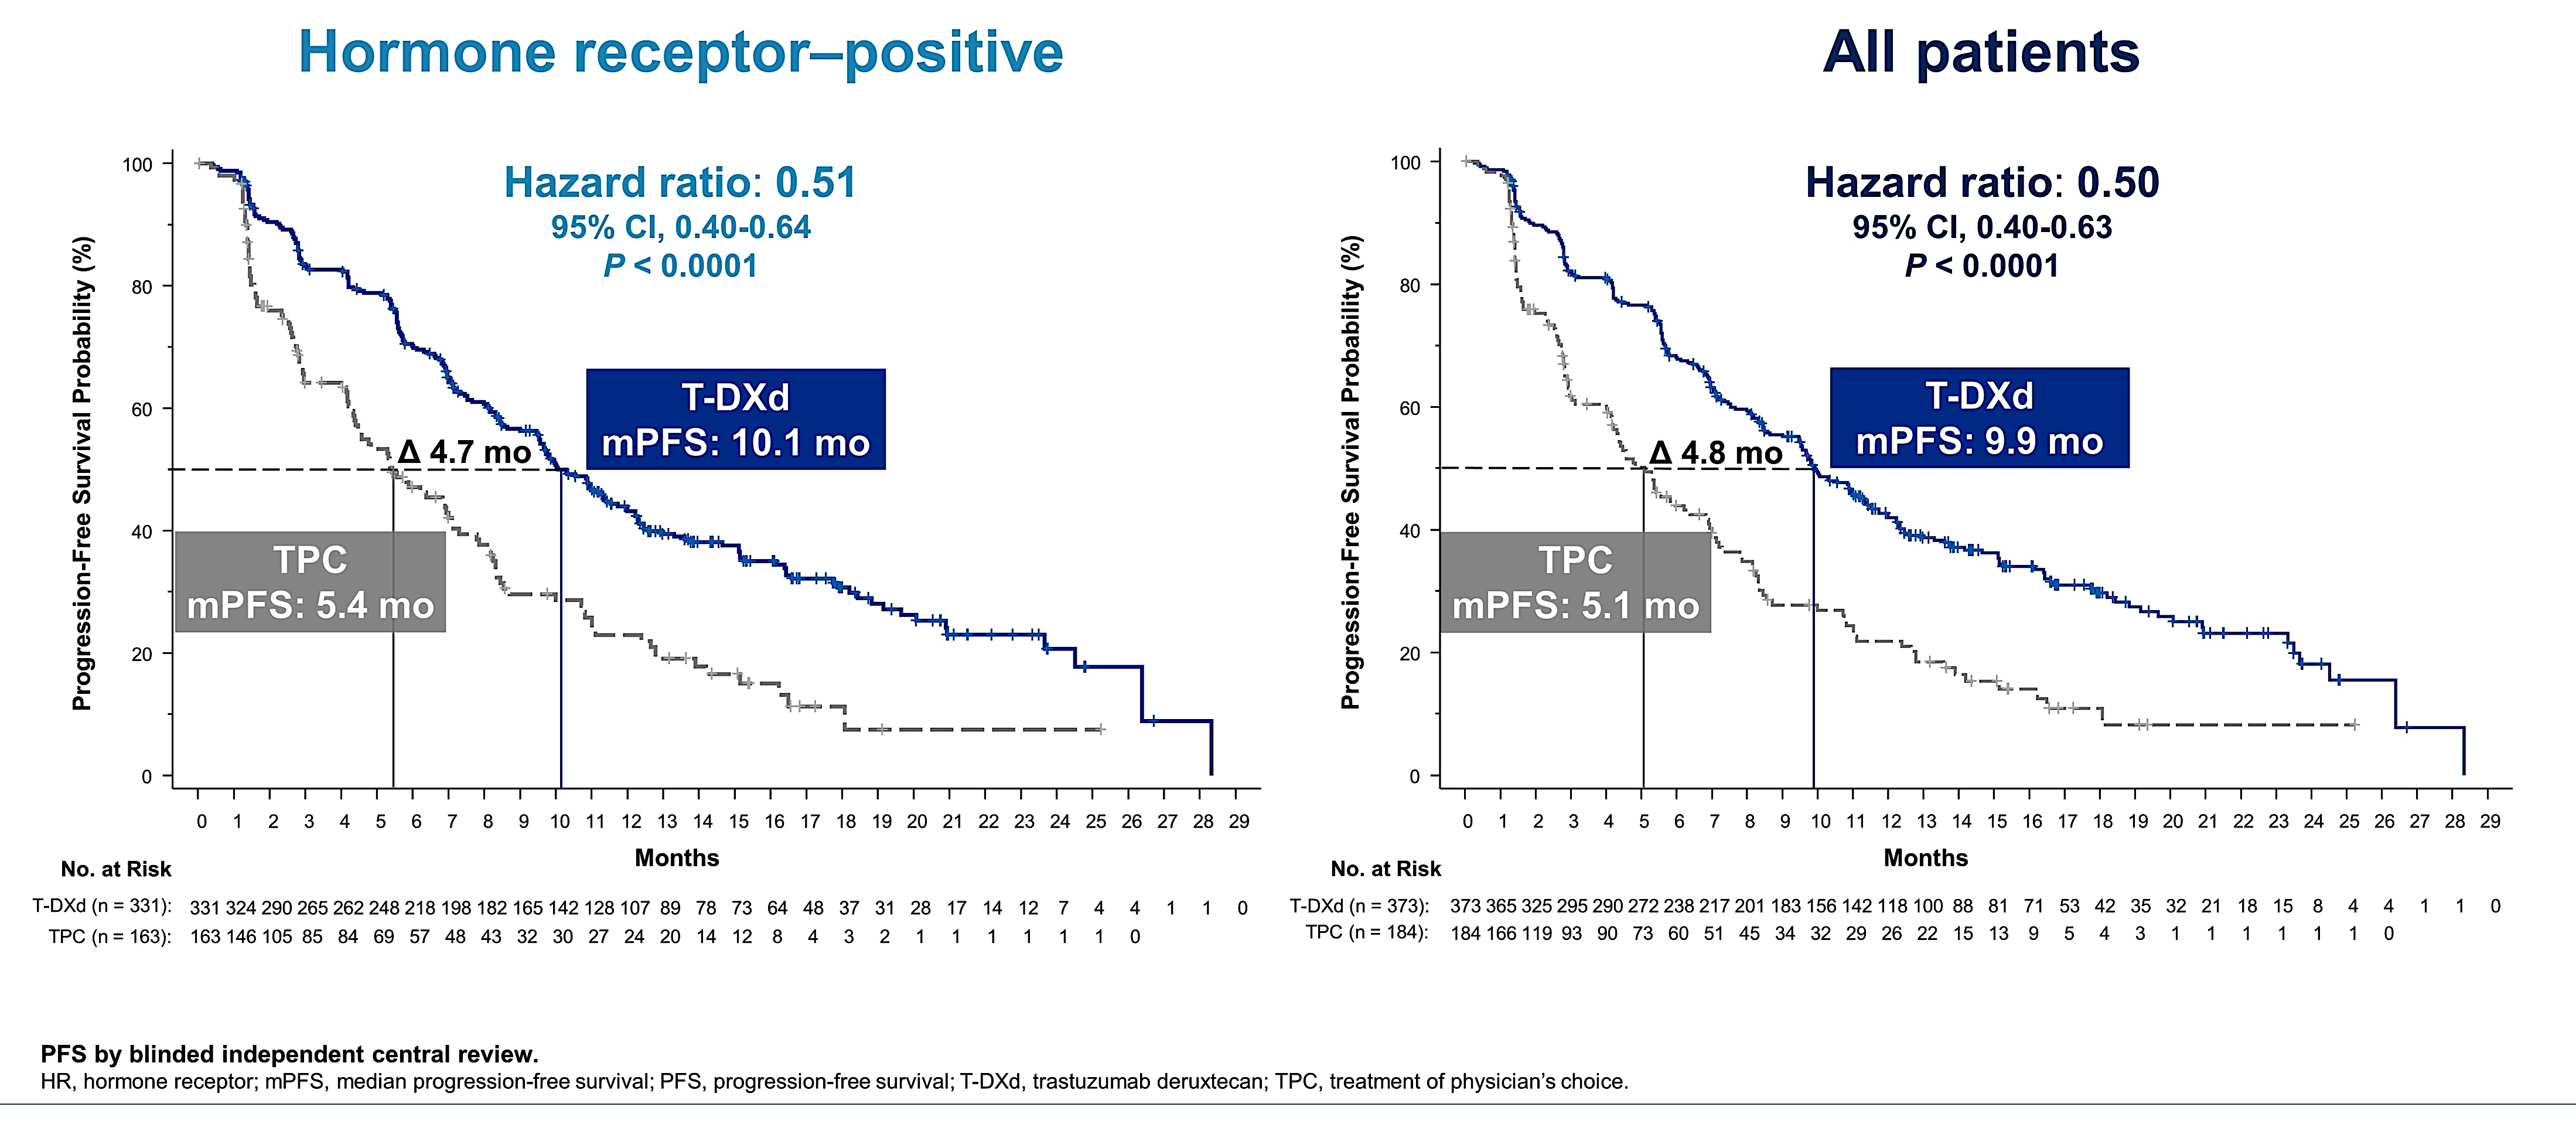 Hormone receptor–positive
Hazard ratio: 0.51
95% CI, 0.40-0.64
P < 0.0001
Progression-Free Survival Probability (%)
100
80
60
40
20
0
T-DXd
mPFS: 10.1 mo
Δ 4.7 mo
TPC
mPFS: 5.4 mo
0 1 2 3 4 5 6 7 8 9 10 11 12 13 14 15 16 17 18 19 20 21 22 23 24 25 26 27 28 29
Months
No. at Risk
T-DXd (n = 331): 331 324 290 265 262 248 218 198 182 165 142 128 107 89 78 73 64 48 37 31 28 17 14 12 7 4 4 1 1 0
TPC (n = 163): 163 146 105 85 84 69 57 48 43 32 30 27 24 20 14 12 8 4 3 2 1 1 1 1 1 1 0
All patients
Hazard ratio: 0.50
95% CI, 0.40-0.63
P < 0.0001
Progression-Free Survival Probability (%)
100
80
60
40
20
0
T-DXd
mPFS: 9.9 mo
Δ 4.8 mo
TPC
mPFS: 5.1 mo
0 1 2 3 4 5 6 7 8 9 10 11 12 13 14 15 16 17 18 19 20 21 22 23 24 25 26 27 28 29
Months
No. at Risk
T-DXd (n = 373): 373 365 325 295 290 272 238 217 201 183 156 142 118 100 88 81 71 53 42 35 32 21 18 15 8 4 4 1 1 0
TPC (n = 184): 184 166 119 93 90 73 60 51 45 34 32 29 26 22 15 13 9 5 4 3 1 1 1 1 1 1 0
PFS by blinded independent central review.
HR, hormone receptor; mPFS, median progression-free survival; PFS, progression-free survival; T-DXd, trastuzumab deruxtecan; TPC, treatment of physician’s choice.